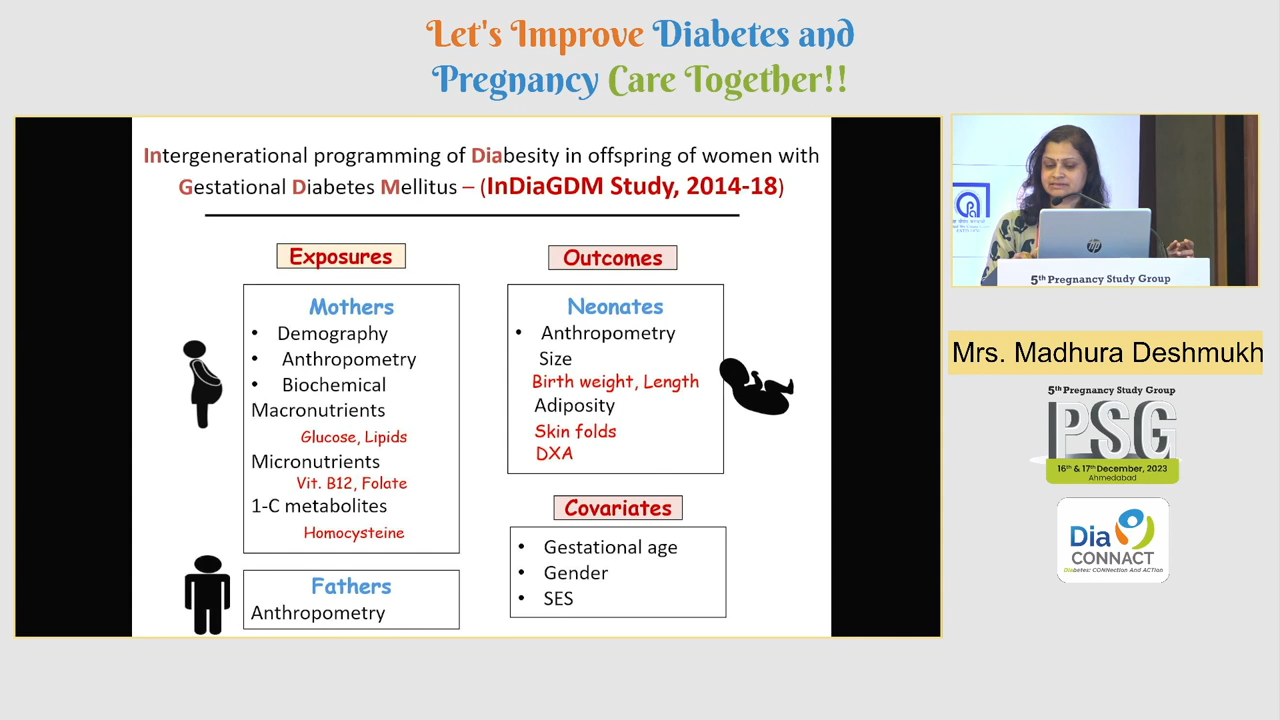 Let's Improve Diabetes and
Pregnancy Care Together!!
Intergenerational programming of Diabesity in offspring of women with
Gestational Diabetes Mellitus – (InDiaGDM Study, 2014-18)
Exposures
Mothers
• Demography
• Anthropometry
• Biochemical
Macronutrients
Glucose, Lipids
Micronutrients
Vit. B12, Folate
1-C metabolites
Homocysteine
Fathers
Anthropometry
Outcomes
Neonates
• Anthropometry
Size
Birth weight, Length
Adiposity
Skin folds
DXA
Covariates
• Gestational age
• Gender
• SES
5th Pregnancy Study Group
Mrs. Madhura Deshmukh
5th Pregnancy Study Group
PSG
16th & 17th December, 2023
Ahmedabad
Dia
CONNACT
Diabetes: CONNection And ACTion